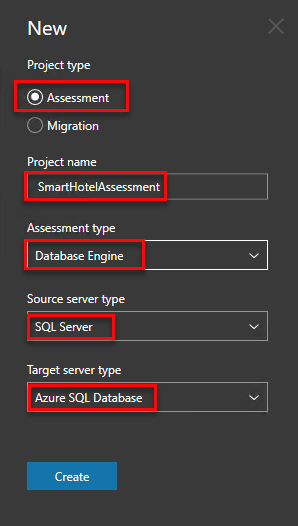 New
Project type
Assessment
Migration
Project name
SmartHotelAssessment
Assessment type
Database Engine
Source server type
SQL Server
Target server type
Azure SQL Database
Create